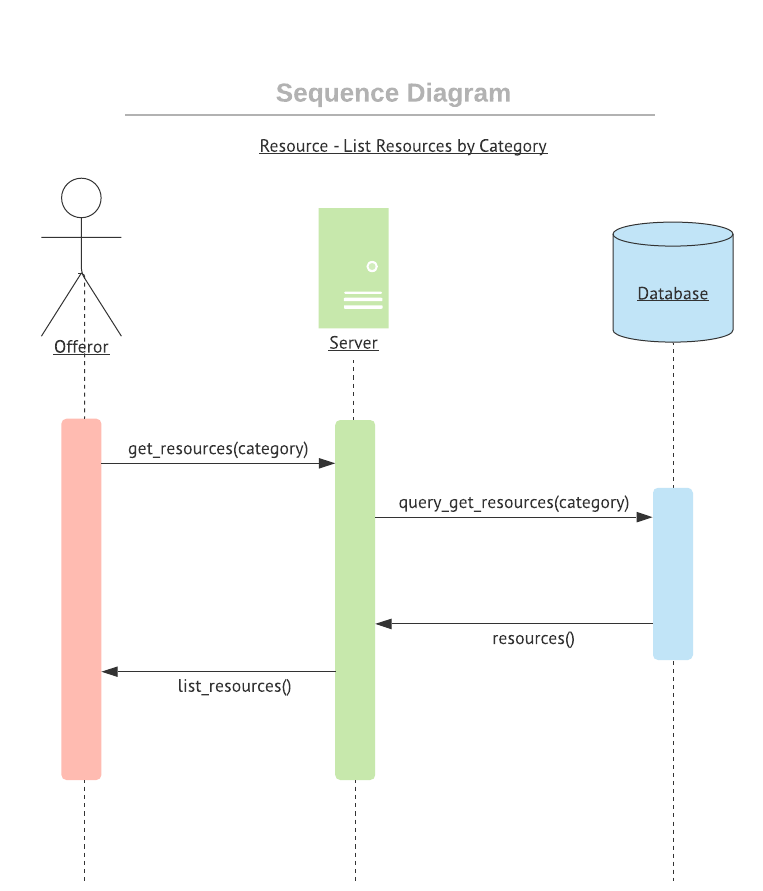 Sequence Diagram
Resource - List Resources by Category
Offeror
Server
Database
get_resources(category)
query_get_resources(category)
resources()
list_resources()